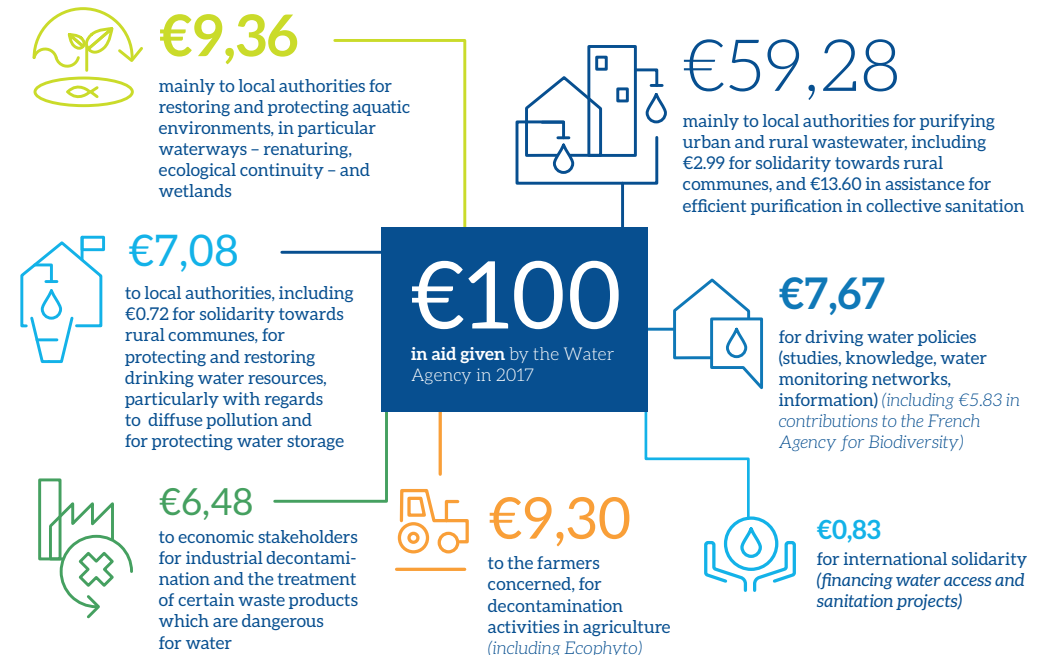 €9,36
mainly to local authorities for
restoring and protecting aquatic
environments, in particular
waterways – renaturing,
ecological continuity – and
wetlands
€59,28
mainly to local authorities for purifying
urban and rural wastewater, including
€2.99 for solidarity towards rural
communes, and €13.60 in assistance for
efficient purification in collective sanitation
€7,08
to local authorities, including
€0.72 for solidarity towards
rural communes, for
protecting and restoring
drinking water resources,
particularly with regards
to diffuse pollution and
for protecting water storage
€100
in aid given by the Water
Agency in 2017
€7,67
for driving water policies
(studies, knowledge, water
monitoring networks,
information) (including €5.83 in
contributions to the French
Agency for Biodiversity)
€6,48
to economic stakeholders
for industrial decontami-
nation and the treatment
of certain waste products
which are dangerous
for water
€9,30
to the farmers
concerned, for
decontamination
activities in agriculture
(including Ecophyto)
€0,83
for international solidarity
(financing water access and
sanitation projects)